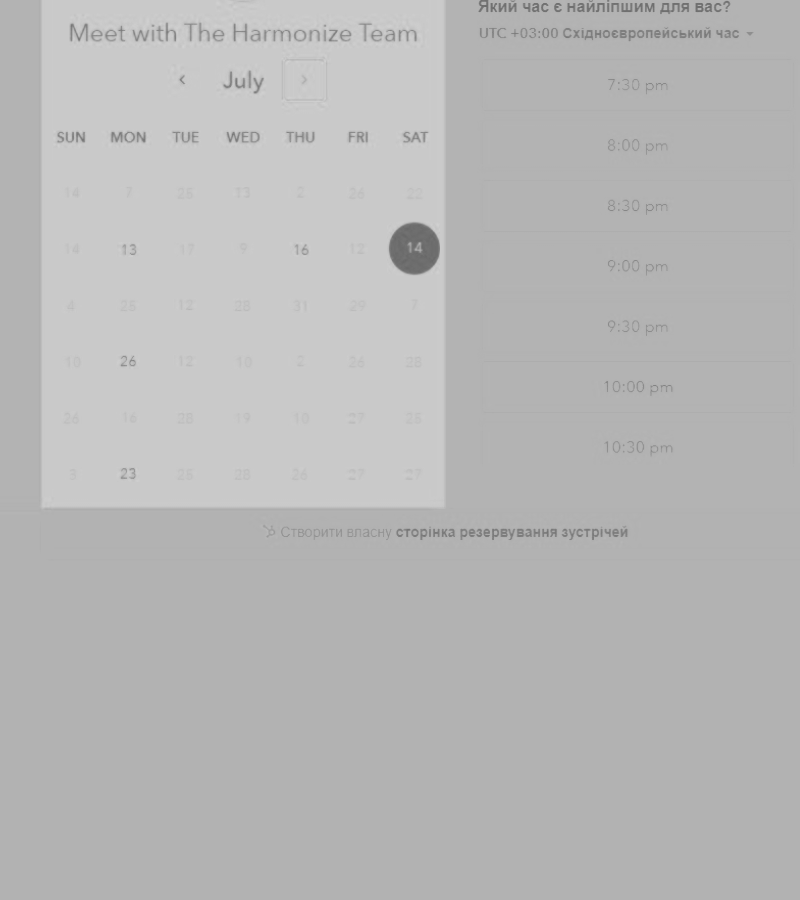 Meet with The Harmonize Team
July
SUN MON TUE WED THU FRI SAT
14 7 26 13 2 26 22
14 13 17 9 16 12 14
4 25 12 28 31 29 7
10 26 12 10 2 26 28
26 16 28 19 10 27 26
23 25 28 26 27 27
Який час є найліпшим для вас?
UTC +03:00 Східноєвропейський час
7:30 pm
8:00 pm
8:30 pm
9:00 pm
9:30 pm
10:00 pm
10:30 pm
Створити власну сторінка резервування зустрічей